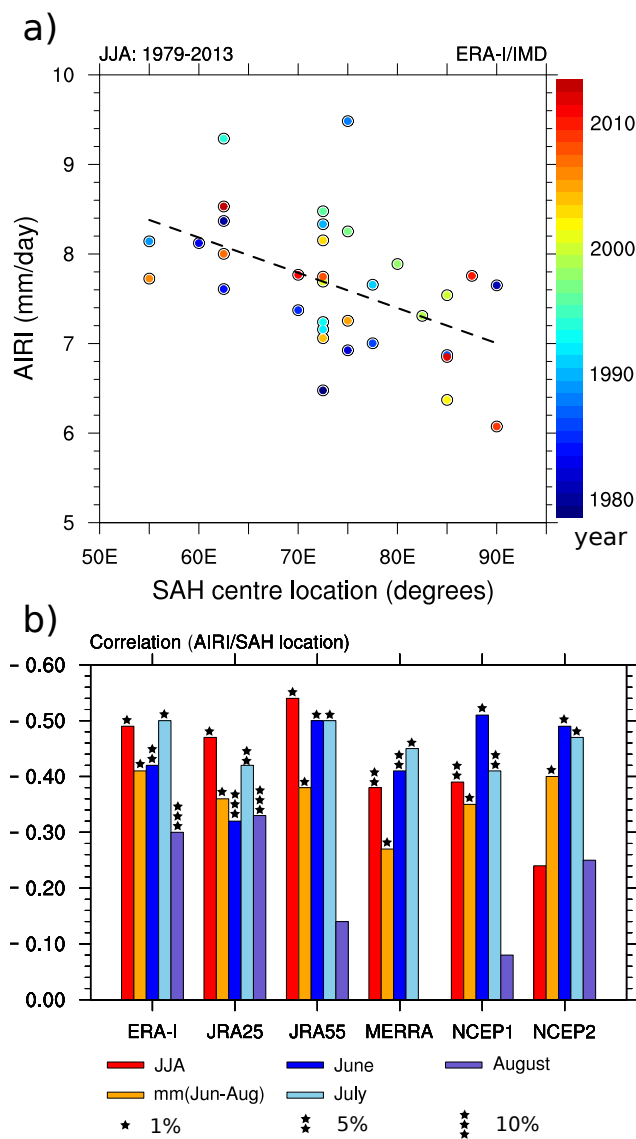 a)
JJA: 1979-2013 ERA-I/IMD
10
9
8
7
6
5
AIRI (mm/day)
50E 60E 70E 80E 90E
SAH centre location (degrees)
2010
2000
1990
1980
year
b)
Correlation (AIRI/SAH location)
- 0.60
- 0.50
- 0.40
- 0.30
- 0.20
- 0.10
0.00
ERA-I JRA25 JRA55 MERRA NCEP1 NCEP2
JJA June August
mm(Jun-Aug) July
1% 5% 10%